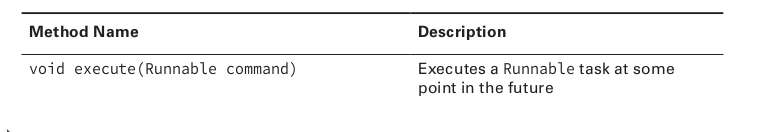 Method Name Description
void execute(Runnable command) Executes a Runnable task at some
point in the future